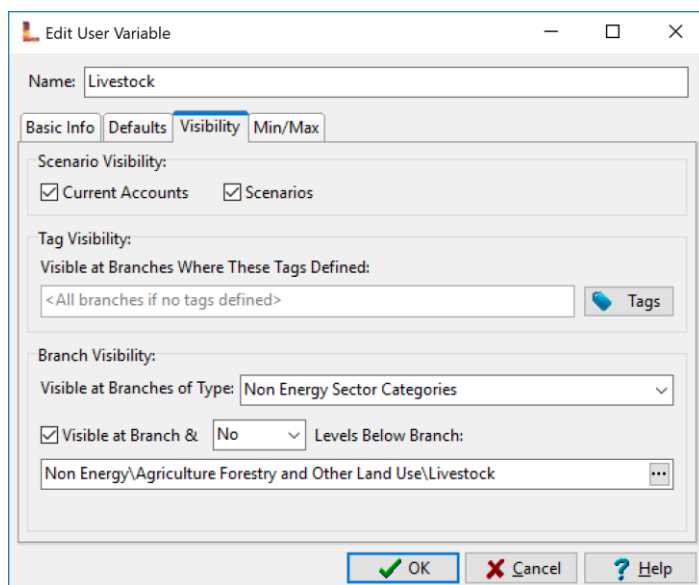 Edit User Variable
Name: Livestock
Basic Info Defaults Visibility Min/Max
Scenario Visibility:
Current Accounts Scenarios
Tag Visibility:
Visible at Branches Where These Tags Defined:
<All branches if no tags defined> Tags
Branch Visibility:
Visible at Branches of Type: Non Energy Sector Categories
Visible at Branch & No Levels Below Branch:
Non Energy\Agriculture Forestry and Other Land Use\Livestock ...
OK Cancel ? Help